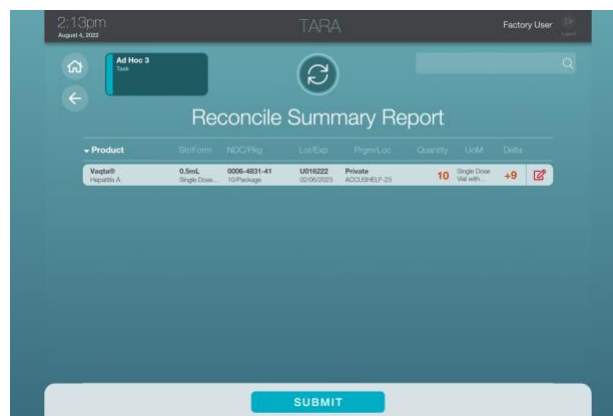 2:13pm
August 4, 2022
TARA
Factory User
Logout
Ad Hoc 3
Task
Reconcile Summary Report
Product Str/Form NDC/Pkg Lot/Exp Prgm/Loc Quantity UoM Delta
Vaqta® 0.5mL 0006-4831-41 U016222 Private 10 Single Dose +9
Hepatitis A Single Dose... 10/Package 02/06/2023 ACCUSHELF-23 Vial with ...
SUBMIT